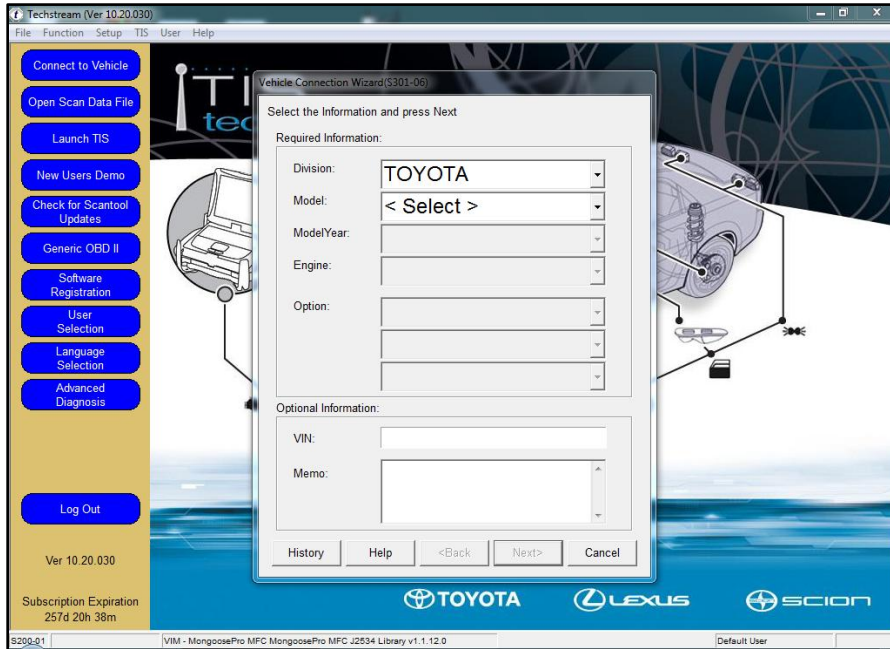 Techstream (Ver 10.20.030)
File Function Setup TIS User Help
Connect to Vehicle
Open Scan Data File
Launch TIS
New Users Demo
Check for Scantool
Updates
Generic OBD II
Software
Registration
User
Selection
Language
Selection
Advanced
Diagnosis
Log Out
Ver 10.20.030
Subscription Expiration
257d 20h 38m
TI
tec
Vehicle Connection Wizard(S301-06)
Select the Information and press Next
Required Information:
Division: TOYOTA
Model: < Select >
ModelYear:
Engine:
Option:
Optional Information:
VIN:
Memo:
History Help <Back Next> Cancel
TOYOTA LEXUS SCION
S200-01 VIM - MongoosePro MFC MongoosePro MFC J2534 Library v1.1.12.0 Default User